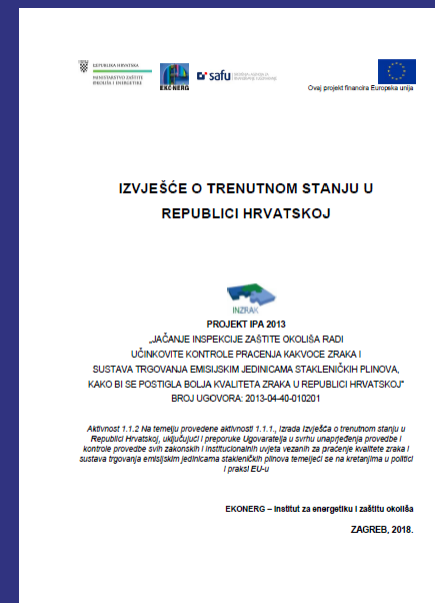 REPUBLIKA HRVATSKA
MINISTARSTVO ZAŠTITE
OKOLIŠA I ENERGETIKE
EKONERG
safu
Ovaj projekt financira Europska unija
IZVJEŠĆE O TRENUTNOM STANJU U
REPUBLICI HRVATSKOJ
INZRAK
PROJEKT IPA 2013
„JAČANJE INSPEKCIJE ZAŠTITE OKOLIŠA RADI
UČINKOVITE KONTROLE PRAĆENJA KAKVOĆE ZRAKA I
SUSTAVA TRGOVANJA EMISIJSKIM JEDINICAMA STAKLENIČKIH PLINOVA,
KAKO BI SE POSTIGLA BOLJA KVALITETA ZRAKA U REPUBLICI HRVATSKOJ"
BROJ UGOVORA: 2013-04-40-010201
Aktivnost 1.1.2 Na temelju provedene aktivnosti 1.1.1., Izrada Izvješća o trenutnom stanju u
Republici Hrvatskoj, uključujući i preporuke Ugovaratelja u svrhu unaprjeđenja provedbe i
kontrole provedbe svih zakonskih i institucionalnih uvjeta vezanih za praćenje kvalitete zraka i
sustava trgovanja emisijskim jedinicama stakleničkih plinova temeljeći se na kretanjima u politici
i praksi EU-u
EKONERG – Institut za energetiku i zaštitu okoliša
ZAGREB, 2018.